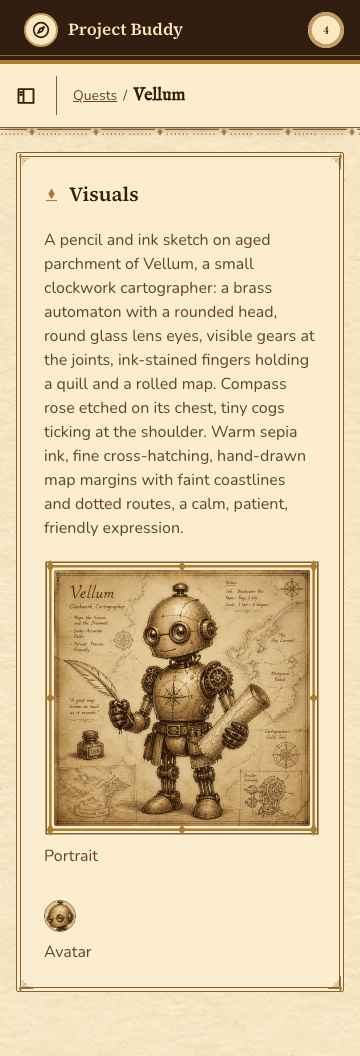 Project Buddy
4
Quests / Vellum
Visuals
A pencil and ink sketch on aged
parchment of Vellum, a small
clockwork cartographer: a brass
automaton with a rounded head,
round glass lens eyes, visible gears at
the joints, ink-stained fingers holding
a quill and a rolled map. Compass
rose etched on its chest, tiny cogs
ticking at the shoulder. Warm sepia
ink, fine cross-hatching, hand-drawn
map margins with faint coastlines
and dotted routes, a calm, patient,
friendly expression.
Vellum
Clockwork Cartographer
Notes
Portrait
Avatar